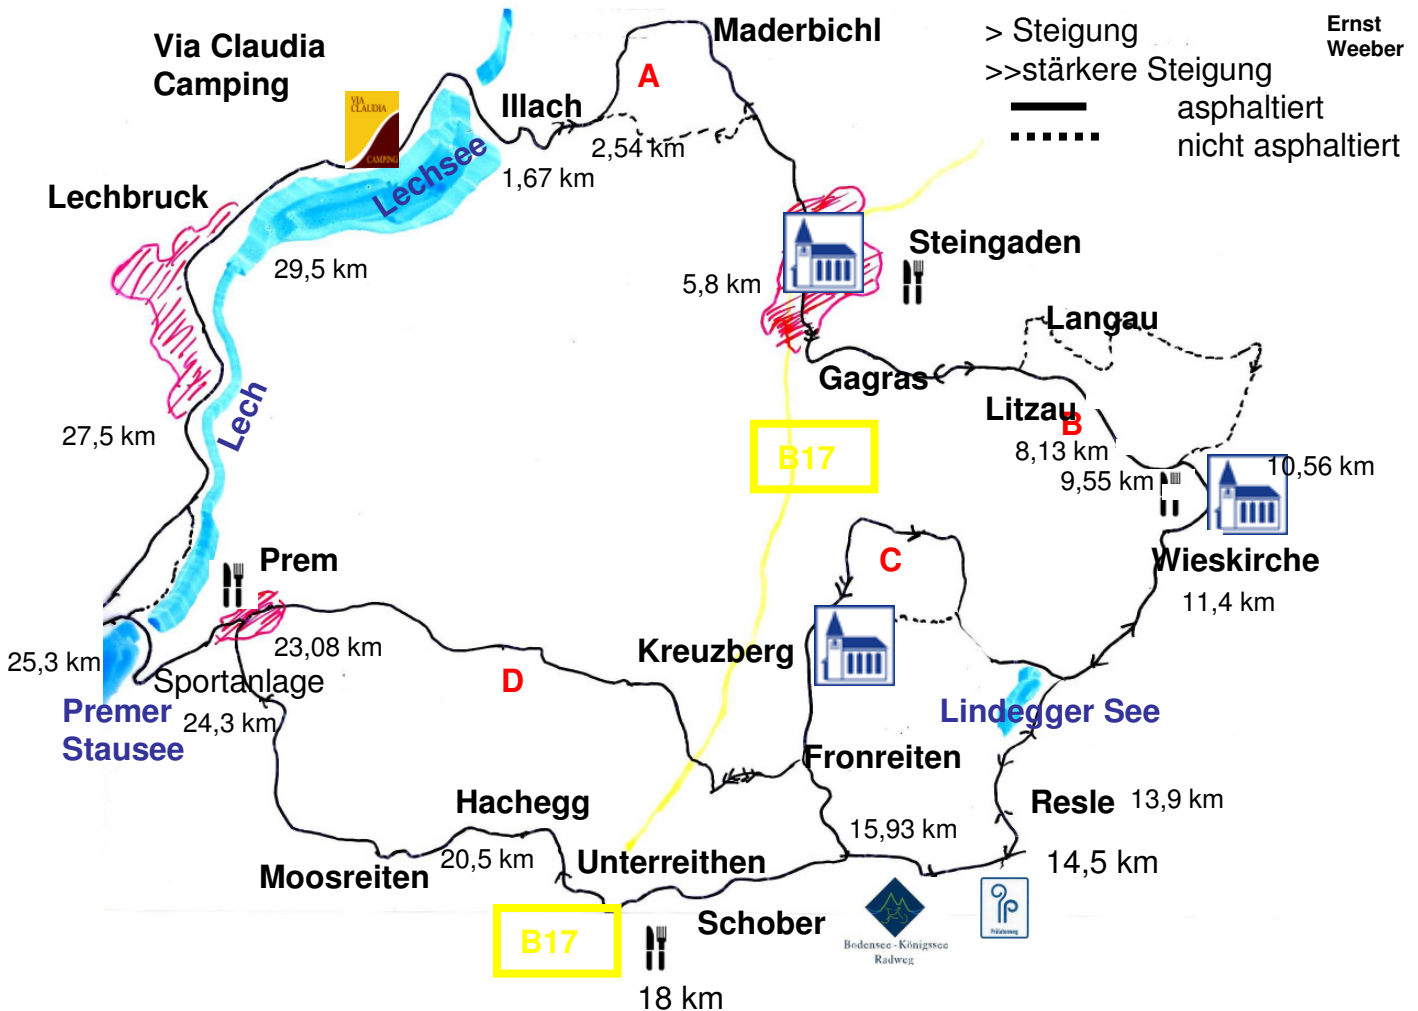 Via Claudia
Camping
Maderbichl
> Steigung
>>stärkere Steigung
asphaltiert
nicht asphaltiert
Ernst
Weeber
VIA
CLAUDIA
CAMPING
A
Illach
2,54 km
1,67 km
Lechsee
Lechbruck
29,5 km
Steingaden
5,8 km
Langau
Gagras
Litzau
B
8,13 km
9,55 km
10,56 km
Lech
27,5 km
B17
Wieskirche
11,4 km
C
Prem
23,08 km
Kreuzberg
25,3 km
Sportanlage
D
Premer
Stausee
24,3 km
Lindegger See
Fronreiten
Hachegg
Resle
13,9 km
15,93 km
20,5 km
Unterreithen
14,5 km
Moosreiten
Schober
B17
Bodensee-Königssee
Radweg
Prälatenweg
18 km